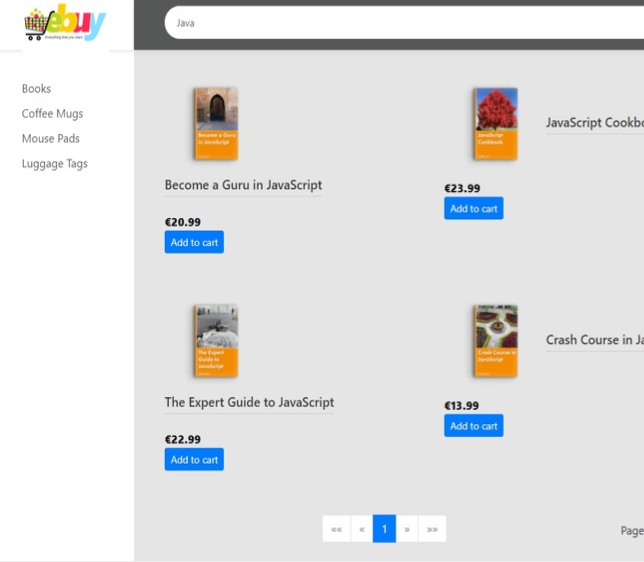 ebuy
Everything that you want
Java
Books
Coffee Mugs
Mouse Pads
Luggage Tags
Become a Guru
in JavaScript
Become a Guru in JavaScript
€20.99
Add to cart
JavaScript
Cookbook
JavaScript Cookbo
€23.99
Add to cart
The Expert
Guide to
JavaScript
The Expert Guide to JavaScript
€22.99
Add to cart
Crash Course in
JavaScript
Crash Course in Ja
€13.99
Add to cart
«« « 1 » »»
Page